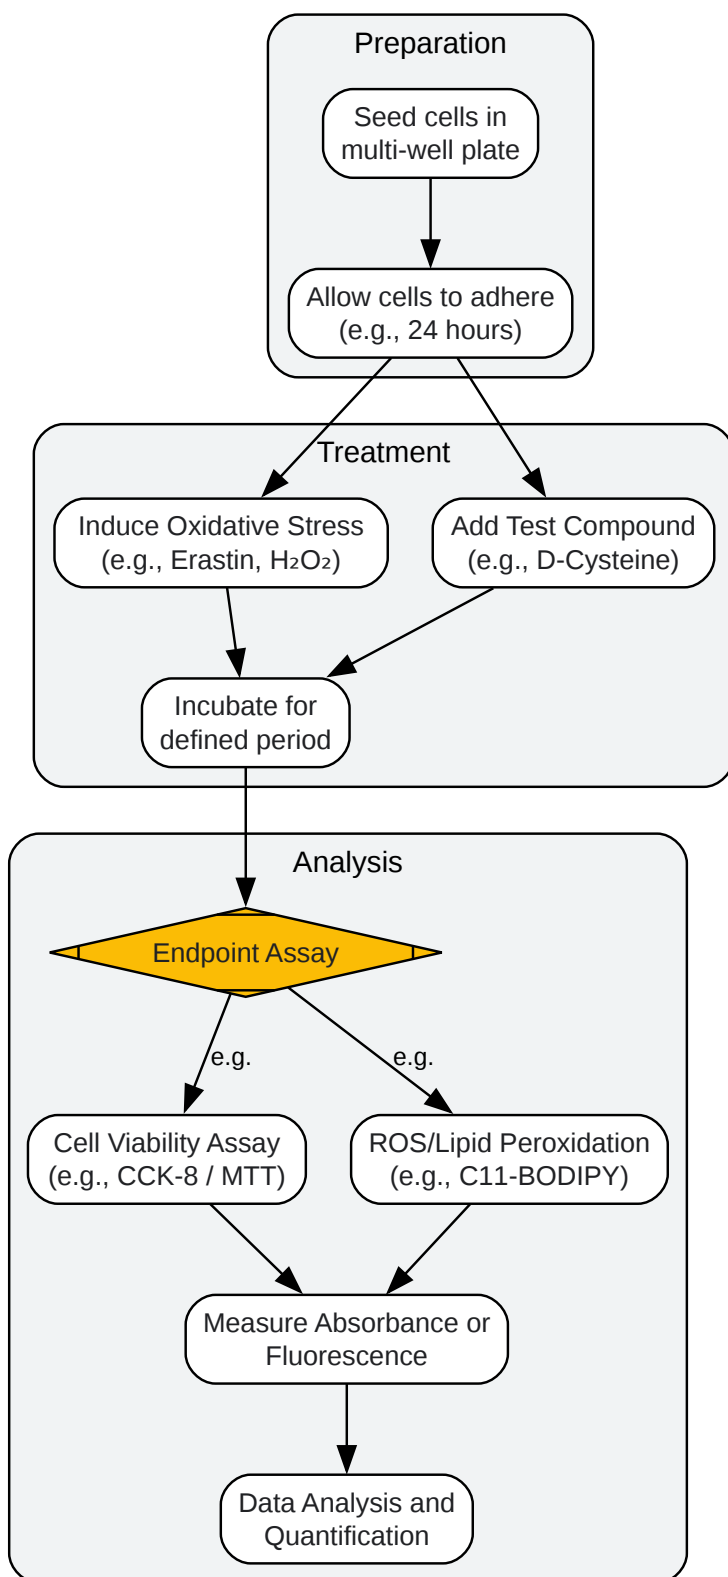 Preparation
Seed cells in
multi-well plate
Allow cells to adhere
(e.g., 24 hours)
Treatment
Induce Oxidative Stress
(e.g., Erastin, H₂O₂)
Add Test Compound
(e.g., D-Cysteine)
Incubate for
defined period
Analysis
Endpoint Assay
e.g.
e.g.
Cell Viability Assay
(e.g., CCK-8 / MTT)
ROS/Lipid Peroxidation
(e.g., C11-BODIPY)
Measure Absorbance or
Fluorescence
Data Analysis and
Quantification